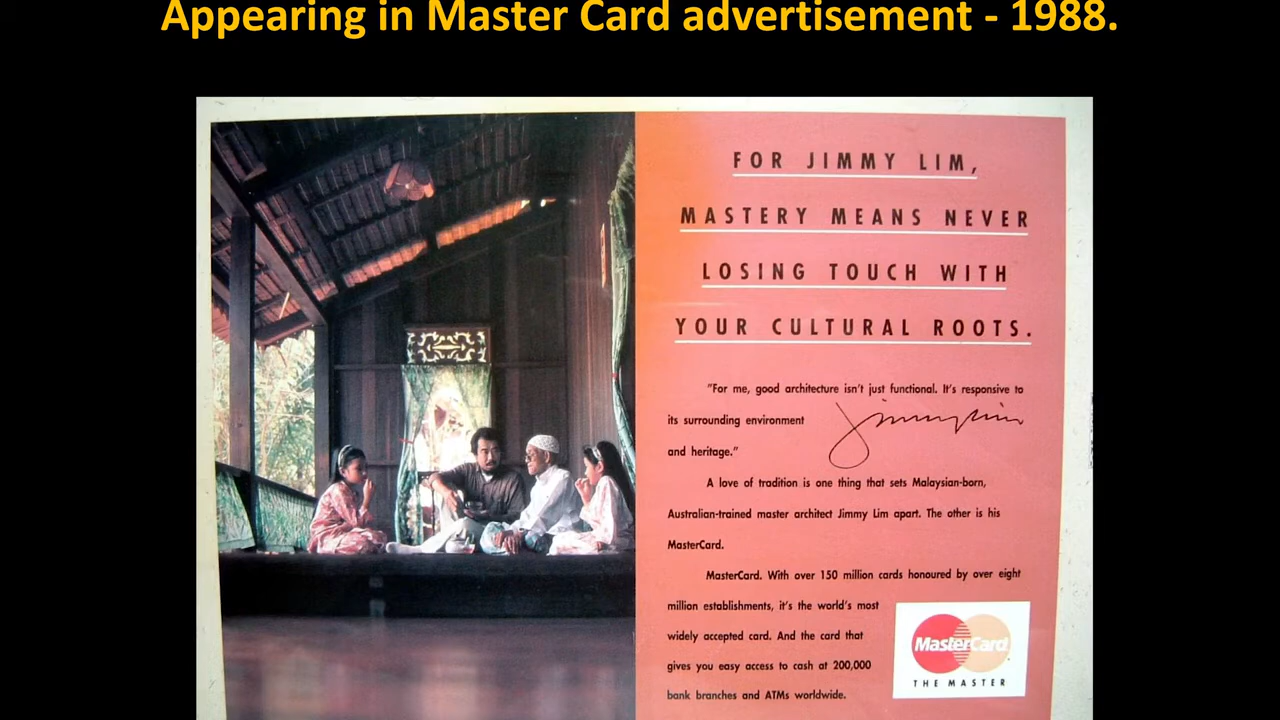 Appearing in Master Card advertisement - 1988.
FOR JIMMY LIM,
MASTERY MEANS NEVER
LOSING TOUCH WITH
YOUR CULTURAL ROOTS.
"For me, good architecture isn't just functional. It's responsive to
its surrounding environment
and heritage."
jimmy lim
A love of tradition is one thing that sets Malaysian-born,
Australian-trained master architect Jimmy Lim apart. The other is his
MasterCard.
MasterCard. With over 150 million cards honoured by over eight
million establishments, it's the world's most
widely accepted card. And the card that
gives you easy access to cash at 200,000
bank branches and ATMs worldwide.
MasterCard
THE MASTER